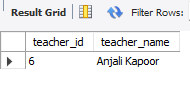 Result Grid Filter Rows:
teacher_id teacher_name
6 Anjali Kapoor